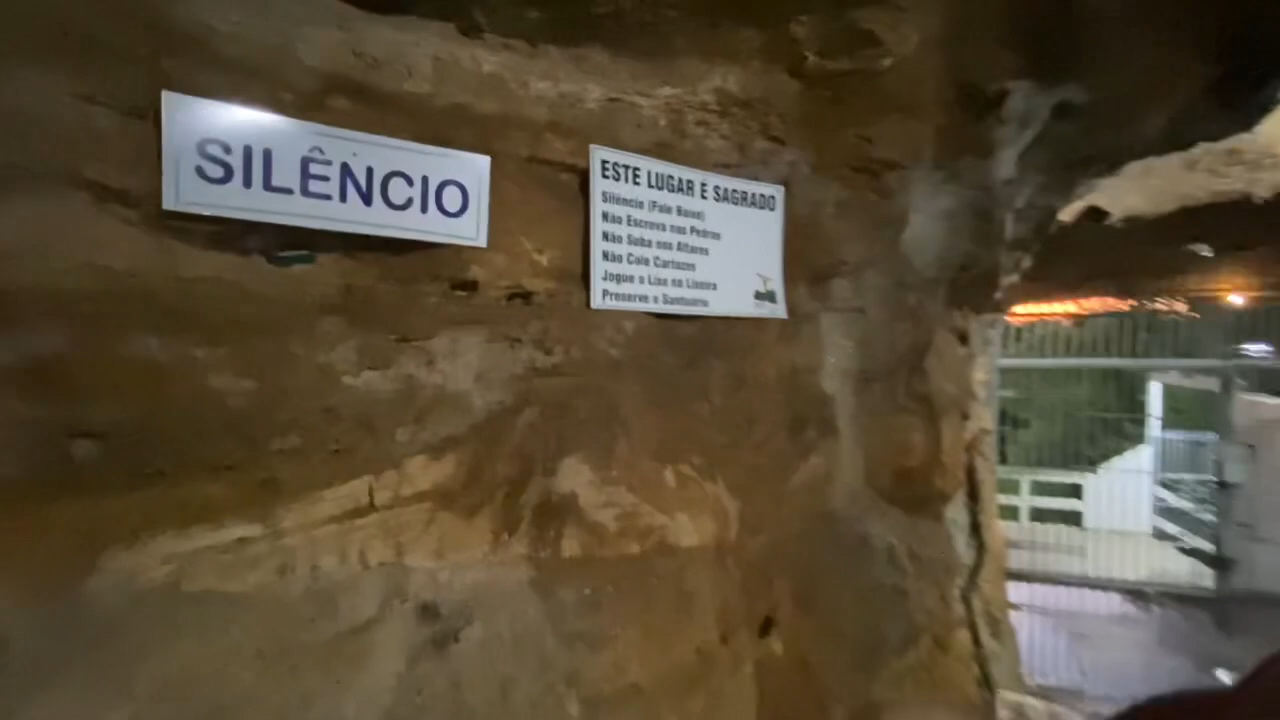 SILÊNCIO
ESTE LUGAR É SAGRADO
Silêncio (Fale Baixo)
Não Escreva nas Pedras
Não Suba nos Altares
Não Cole Cartazes
Jogue o Lixo na Lixeira
Preserve o Santuário